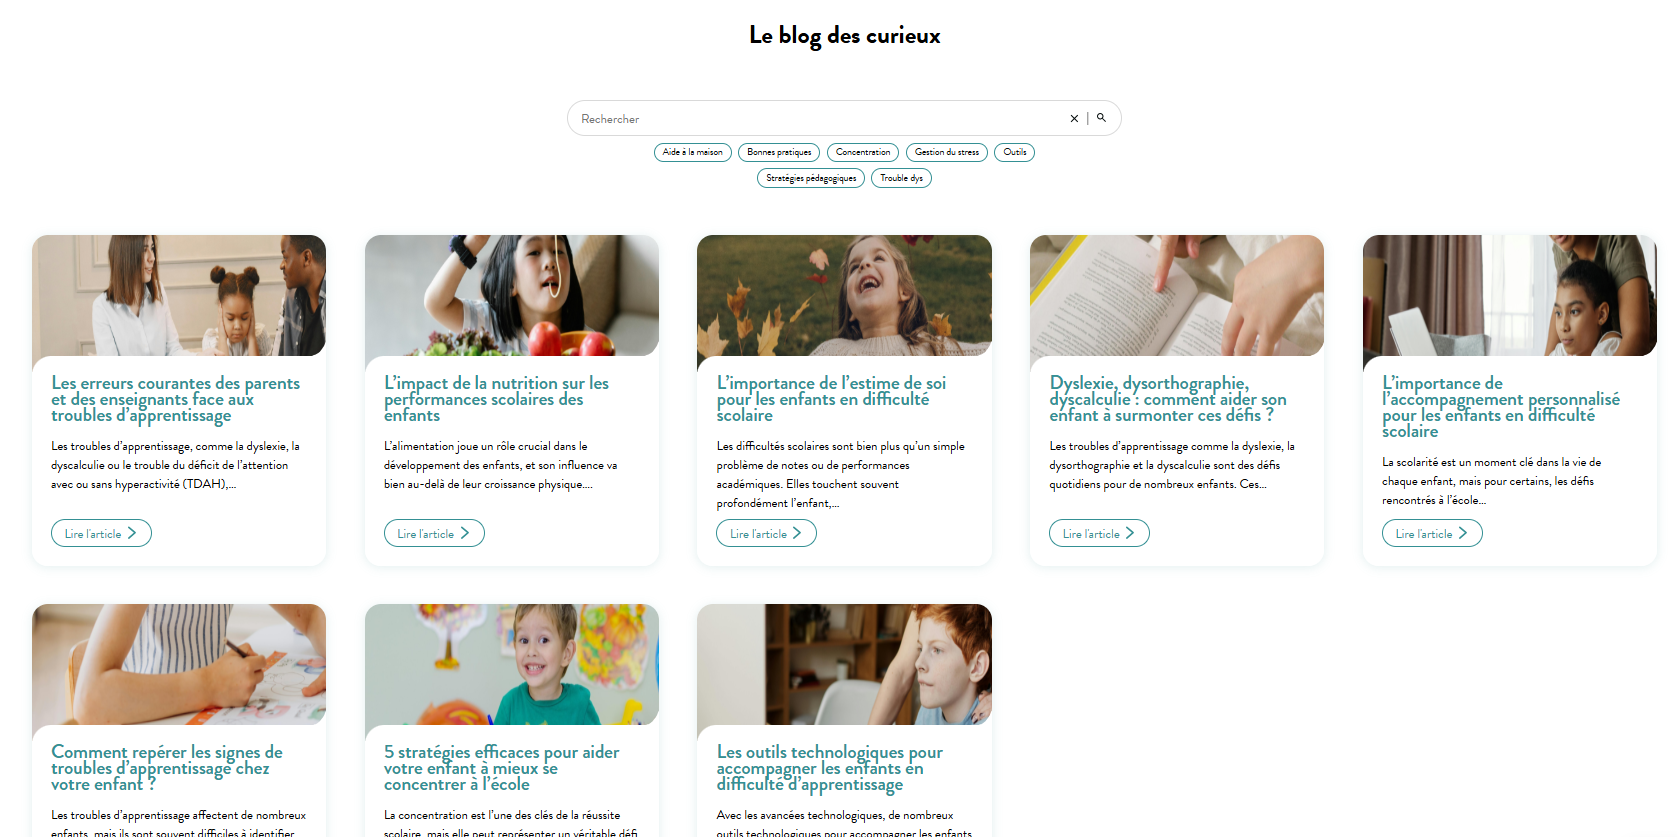 Le blog des curieux
Rechercher
Aide à la maison
Bonnes pratiques
Concentration
Gestion du stress
Outils
Stratégies pédagogiques
Trouble dys
Les erreurs courantes des parents
et des enseignants face aux
troubles d'apprentissage
Les troubles d'apprentissage, comme la dyslexie, la
dyscalculie ou le trouble du déficit de l'attention
avec ou sans hyperactivité (TDAH),...
Lire l'article
L'impact de la nutrition sur les
performances scolaires des
enfants
L'alimentation joue un rôle crucial dans le
développement des enfants, et son influence va
bien au-delà de leur croissance physique....
Lire l'article
L'importance de l'estime de soi
pour les enfants en difficulté
scolaire
Les difficultés scolaires sont bien plus qu'un simple
problème de notes ou de performances
académiques. Elles touchent souvent
profondément l'enfant,...
Lire l'article
Dyslexie, dysorthographie,
dyscalculie : comment aider son
enfant à surmonter ces défis ?
Les troubles d'apprentissage comme la dyslexie, la
dysorthographie et la dyscalculie sont des défis
quotidiens pour de nombreux enfants. Ces...
Lire l'article
L'importance de
l'accompagnement personnalisé
pour les enfants en difficulté
scolaire
La scolarité est un moment clé dans la vie de
chaque enfant, mais pour certains, les défis
rencontrés à l'école...
Lire l'article
Comment repérer les signes de
troubles d'apprentissage chez
votre enfant ?
Les troubles d'apprentissage affectent de nombreux
enfants, mais ils sont souvent difficiles à identifier
5 stratégies efficaces pour aider
votre enfant à mieux se
concentrer à l'école
La concentration est l'une des clés de la réussite
scolaire, mais elle peut représenter un véritable défi
Les outils technologiques pour
accompagner les enfants en
difficulté d'apprentissage
Avec les avancées technologiques, de nombreux
outils technologiques pour accompagner les enfants